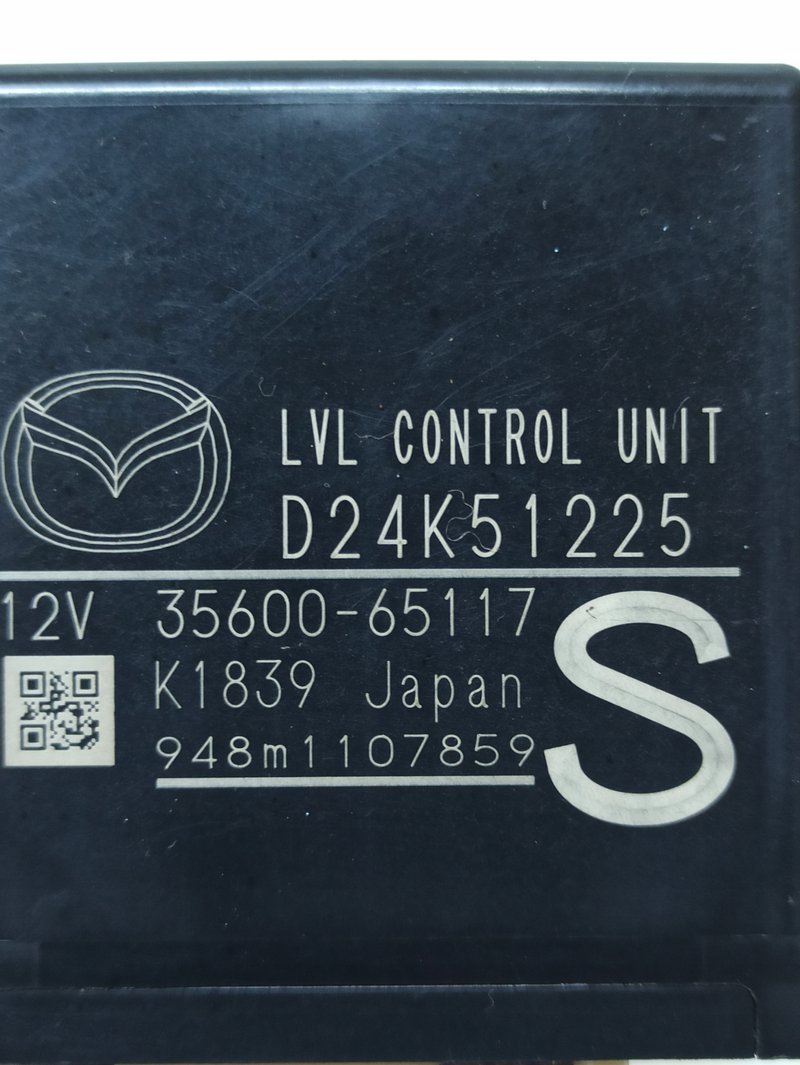 LVL CONTROL UNIT
D24K51225
12V 35600-65117
K1839 Japan
948m1107859
S